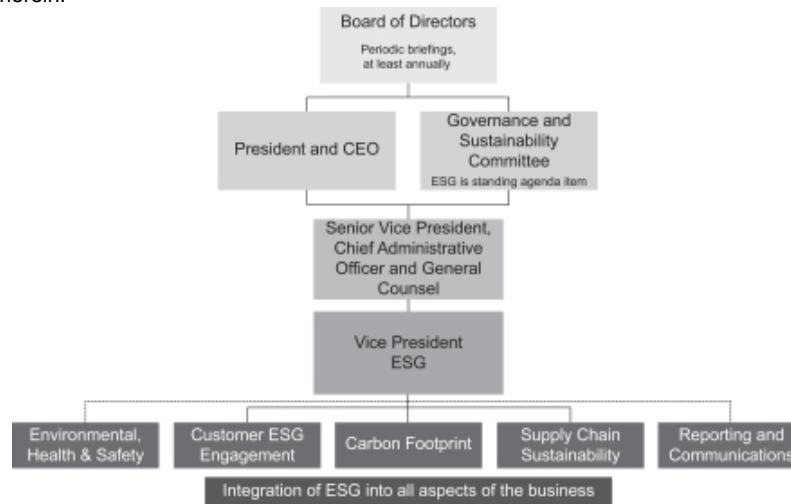 herein.
Board of Directors
Periodic briefings,
at least annually
President and CEO
Governance and
Sustainability
Committee
ESG is standing agenda item
Senior Vice President,
Chief Administrative
Officer and General
Counsel
Vice President
ESG
Environmental,
Health & Safety
Customer ESG
Engagement
Carbon Footprint
Supply Chain
Sustainability
Reporting and
Communications
Integration of ESG into all aspects of the business